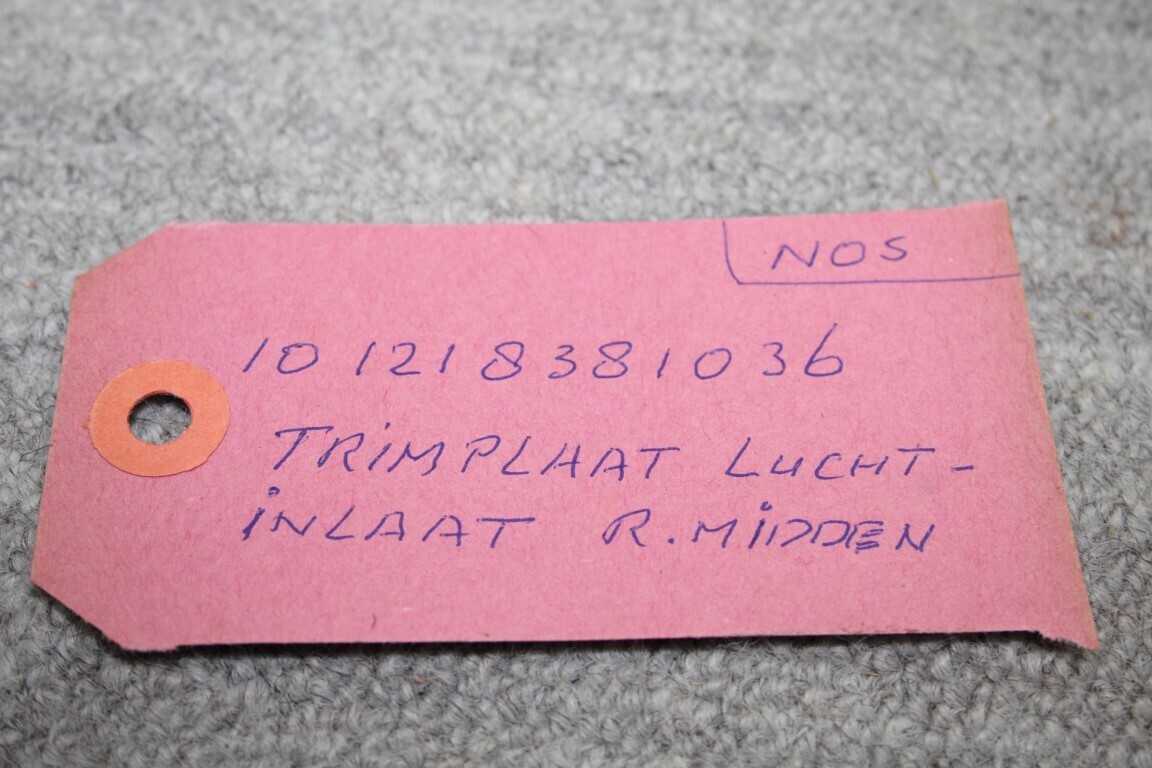 NOS
10 1218381036
TRIMPLAAT LUCHT-
INLAAT R.MIDDEN